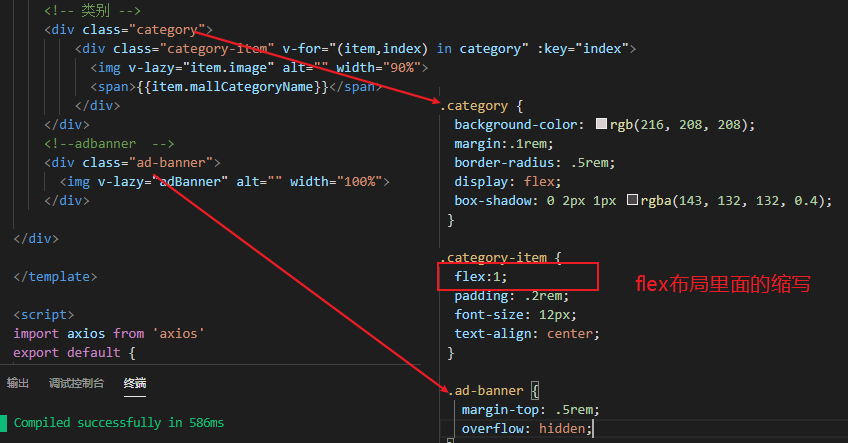 <!-- 类别 -->
<div class="category">
<div class="category-item" v-for="(item,index) in category" :key="index">
<img v-lazy="item.image" alt="" width="90%">
<span>{{item.mallCategoryName}}</span>
</div>
</div>
<!--adbanner  -->
<div class="ad-banner">
<img v-lazy="adBanner" alt="" width="100%">
</div>
</div>
</template>
<script>
import axios from 'axios'
export default {
输出 调试控制台 终端
Compiled successfully in 586ms
.category {
background-color: rgb(216, 208, 208);
margin:.1rem;
border-radius: .5rem;
display: flex;
box-shadow: 0 2px 1px rgba(143, 132, 132, 0.4);
}
.category-item {
flex:1;
padding: .2rem;
font-size: 12px;
text-align: center;
}
flex布局里面的缩写
.ad-banner {
margin-top: .5rem;
overflow: hidden;